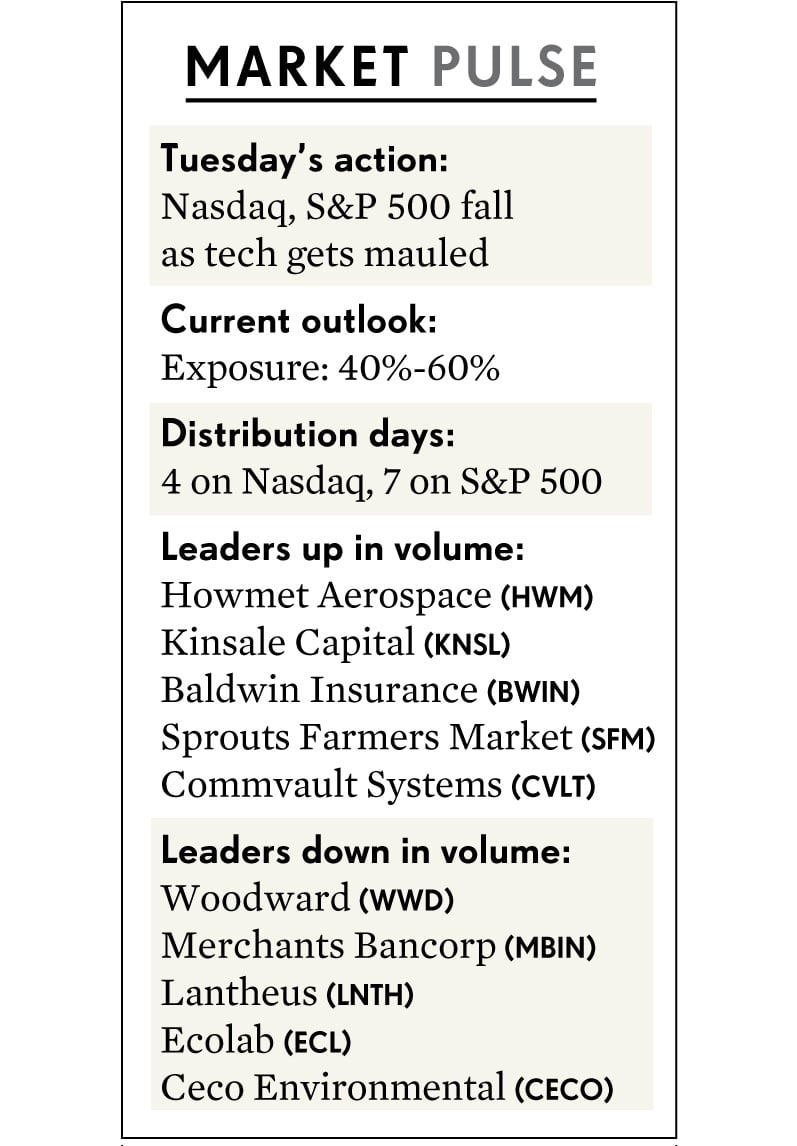 MARKET PULSE
Tuesday's action:
Nasdaq, S&P 500 fall
as tech gets mauled
Current outlook:
Exposure: 40%-60%
Distribution days:
4 on Nasdaq, 7 on S&P 500
Leaders up in volume:
Howmet Aerospace (HWM)
Kinsale Capital (KNSL)
Baldwin Insurance (BWIN)
Sprouts Farmers Market (SFM)
Commvault Systems (CVLT)
Leaders down in volume:
Woodward (WWD)
Merchants Bancorp (MBIN)
Lantheus (LNTH)
Ecolab (ECL)
Ceco Environmental (CECO)